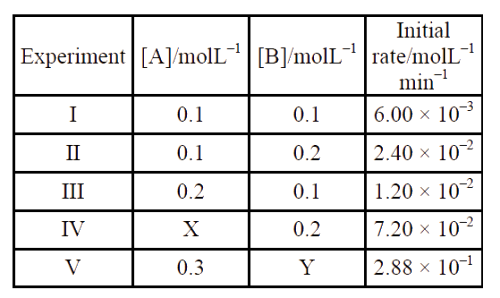 Experiment [A]/molL⁻¹ [B]/molL⁻¹ Initial rate/molL⁻¹ min⁻¹
I 0.1 0.1 6.00 × 10⁻³
II 0.1 0.2 2.40 × 10⁻²
III 0.2 0.1 1.20 × 10⁻²
IV X 0.2 7.20 × 10⁻²
V 0.3 Y 2.88 × 10⁻¹